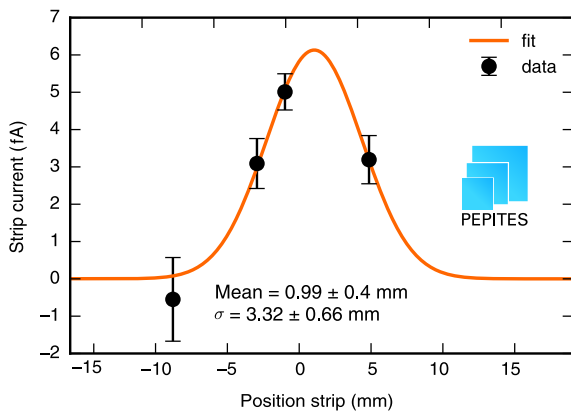 7
6
5
4
3
2
1
0
−1
−2
Strip current (fA)
fit
data
PEPITES
Mean = 0.99 ± 0.4 mm
σ = 3.32 ± 0.66 mm
−15 −10 −5 0 5 10 15
Position strip (mm)